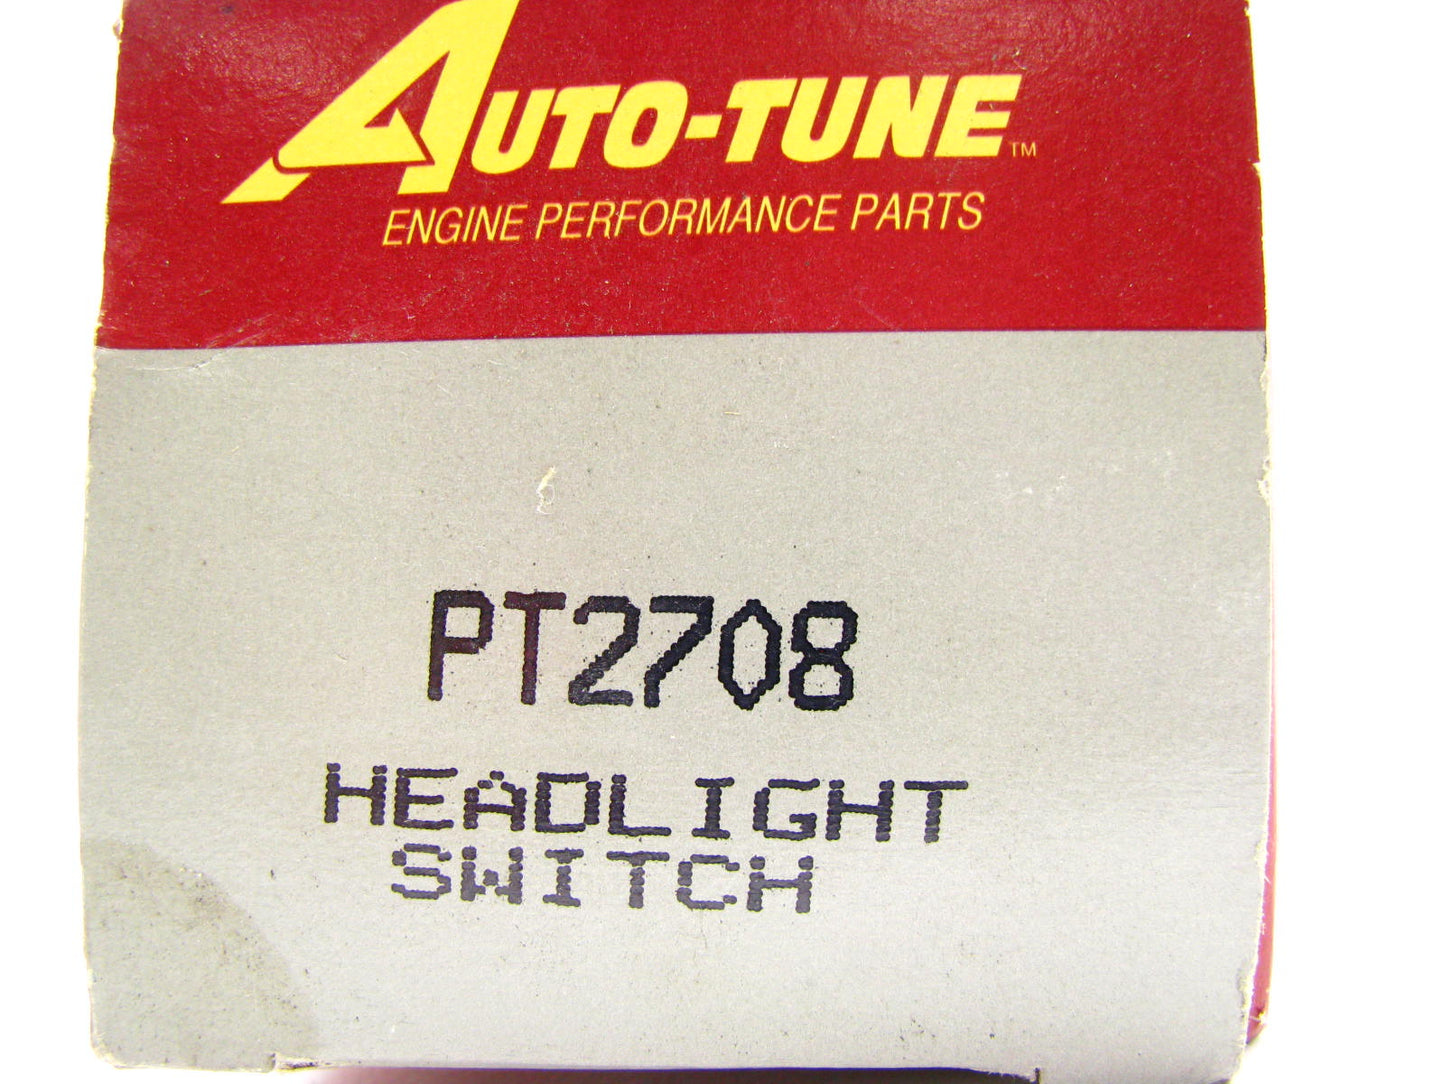 AUTO-TUNE™
ENGINE PERFORMANCE PARTS
PT2708
HEADLIGHT
SWITCH